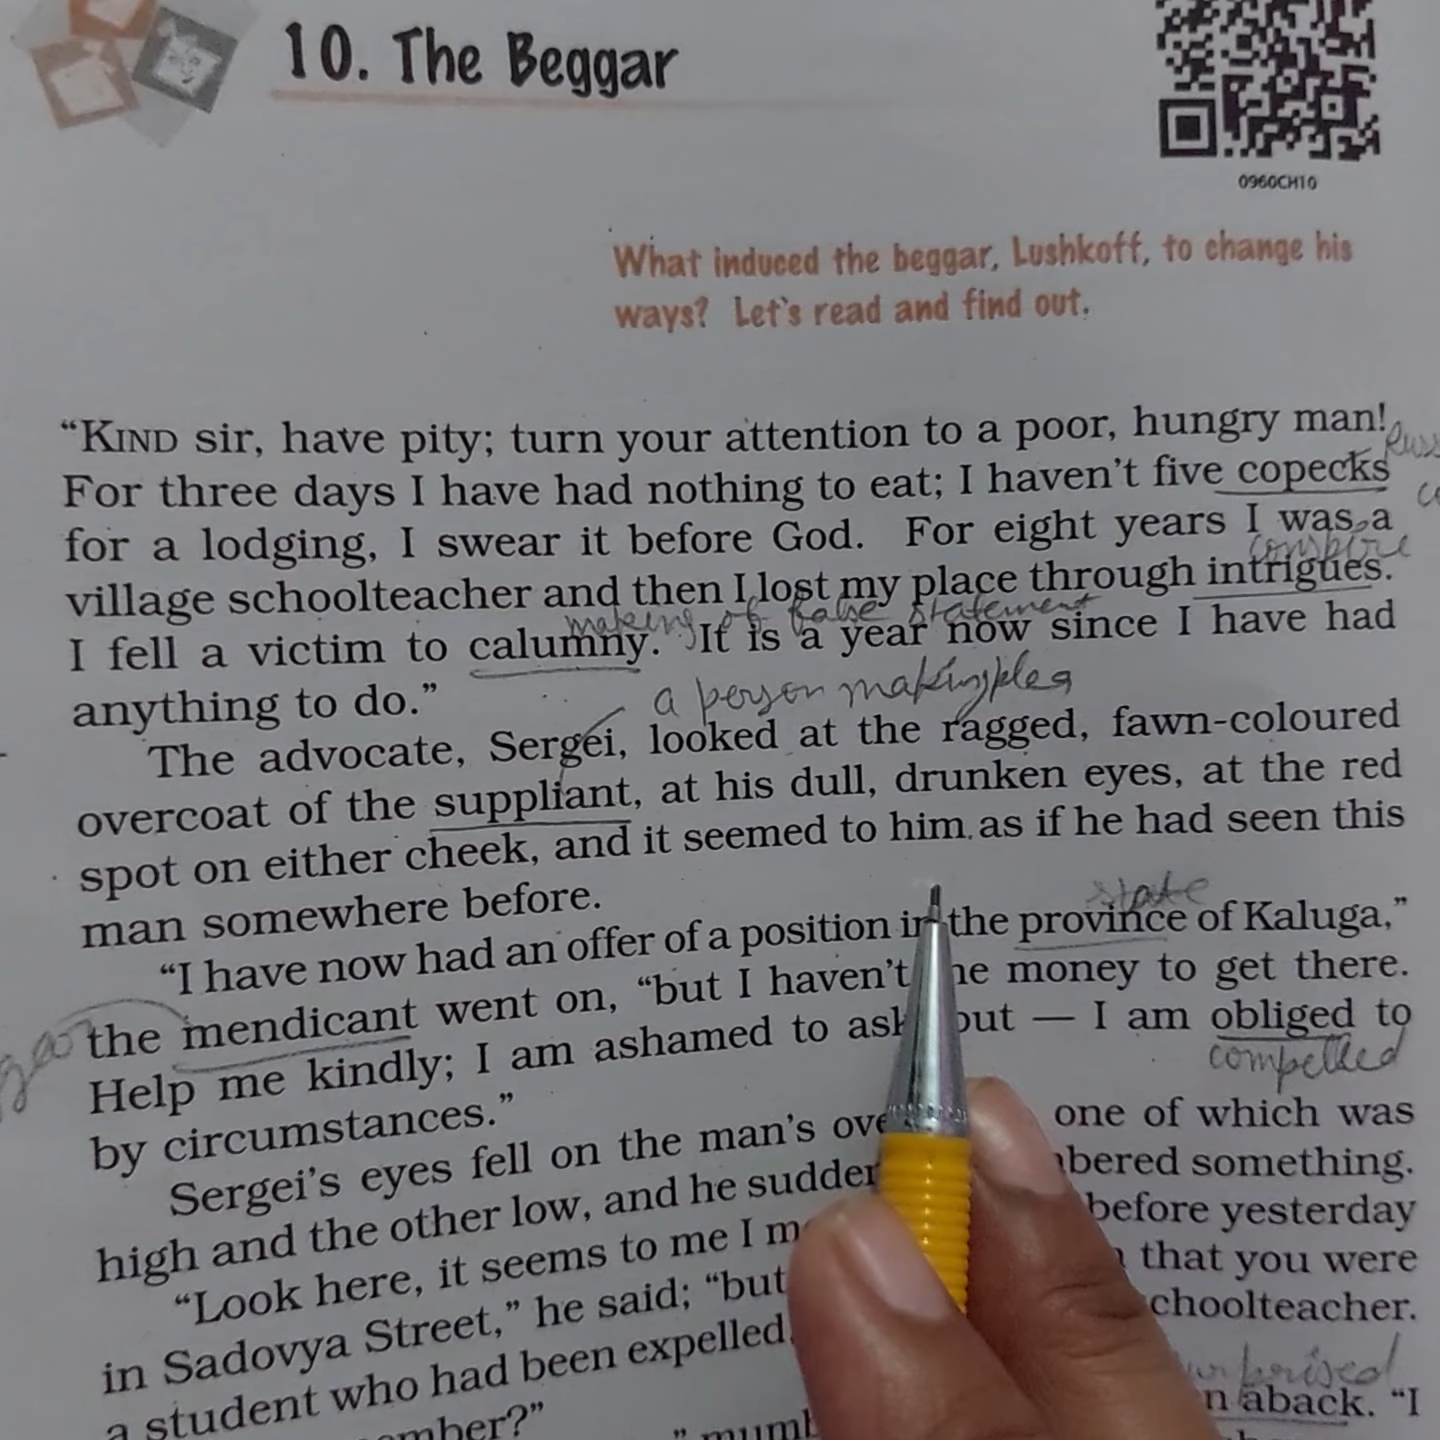 10. The Beggar
0960CH10
What induced the beggar, Lushkoff, to change his
ways? Let's read and find out.
“KIND sir, have pity; turn your attention to a poor, hungry man!
For three days I have had nothing to eat; I haven't five copecks
for a lodging, I swear it before God. For eight years I was a
conspire
village schoolteacher and then I lost my place through intrigues.
making of false statement
I fell a victim to calumny. It is a year now since I have had
anything to do.”
a person making plea
The advocate, Sergei, looked at the ragged, fawn-coloured
overcoat of the suppliant, at his dull, drunken eyes, at the red
spot on either cheek, and it seemed to him as if he had seen this
man somewhere before.
state
“I have now had an offer of a position in the province of Kaluga,”
the mendicant went on, “but I haven't money to get there.
Help me kindly; I am ashamed to ask but — I am obliged to
compelled
by circumstances.”
Sergei's eyes fell on the man's one of which was
high and the other low, and he something.
“Look here, it seems to me I before yesterday
in Sadovya Street,” he said; “but that you were
a student who had been expelled, schoolteacher.
aback. “I